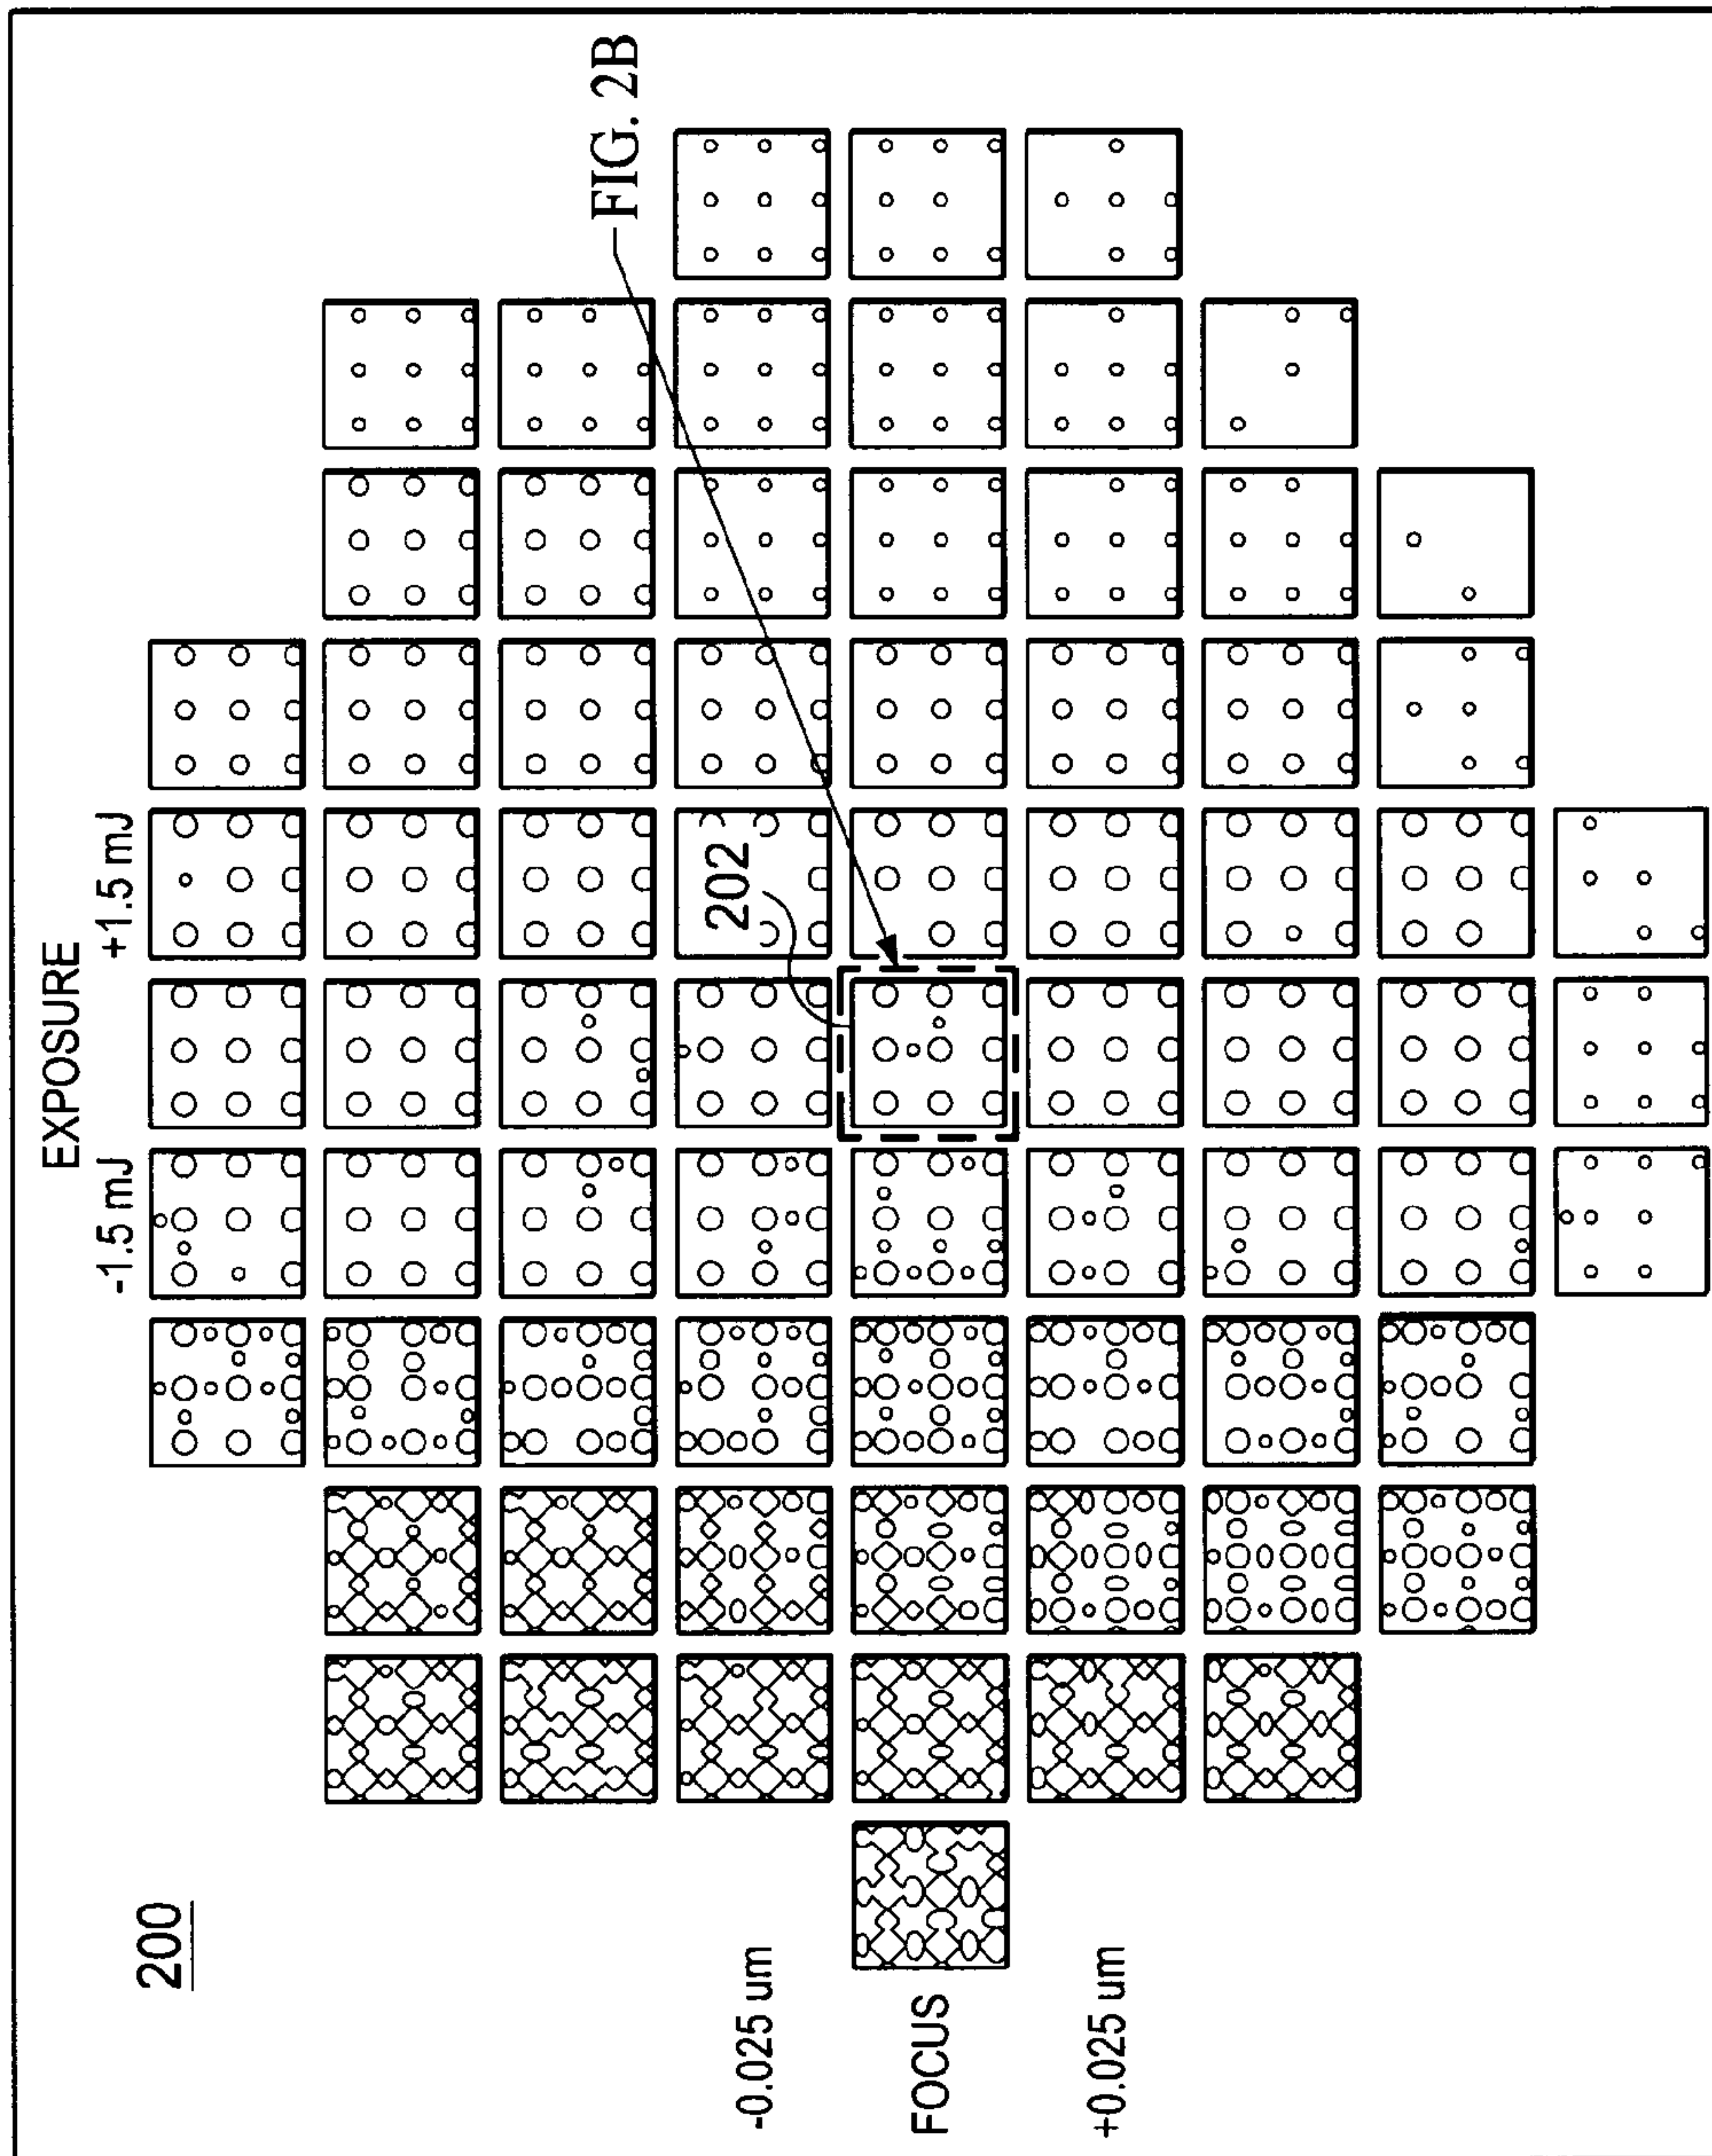 200
EXPOSURE
-1.5 mJ
+1.5 mJ
FIG. 2B
202
-0.025 um
FOCUS
+0.025 um